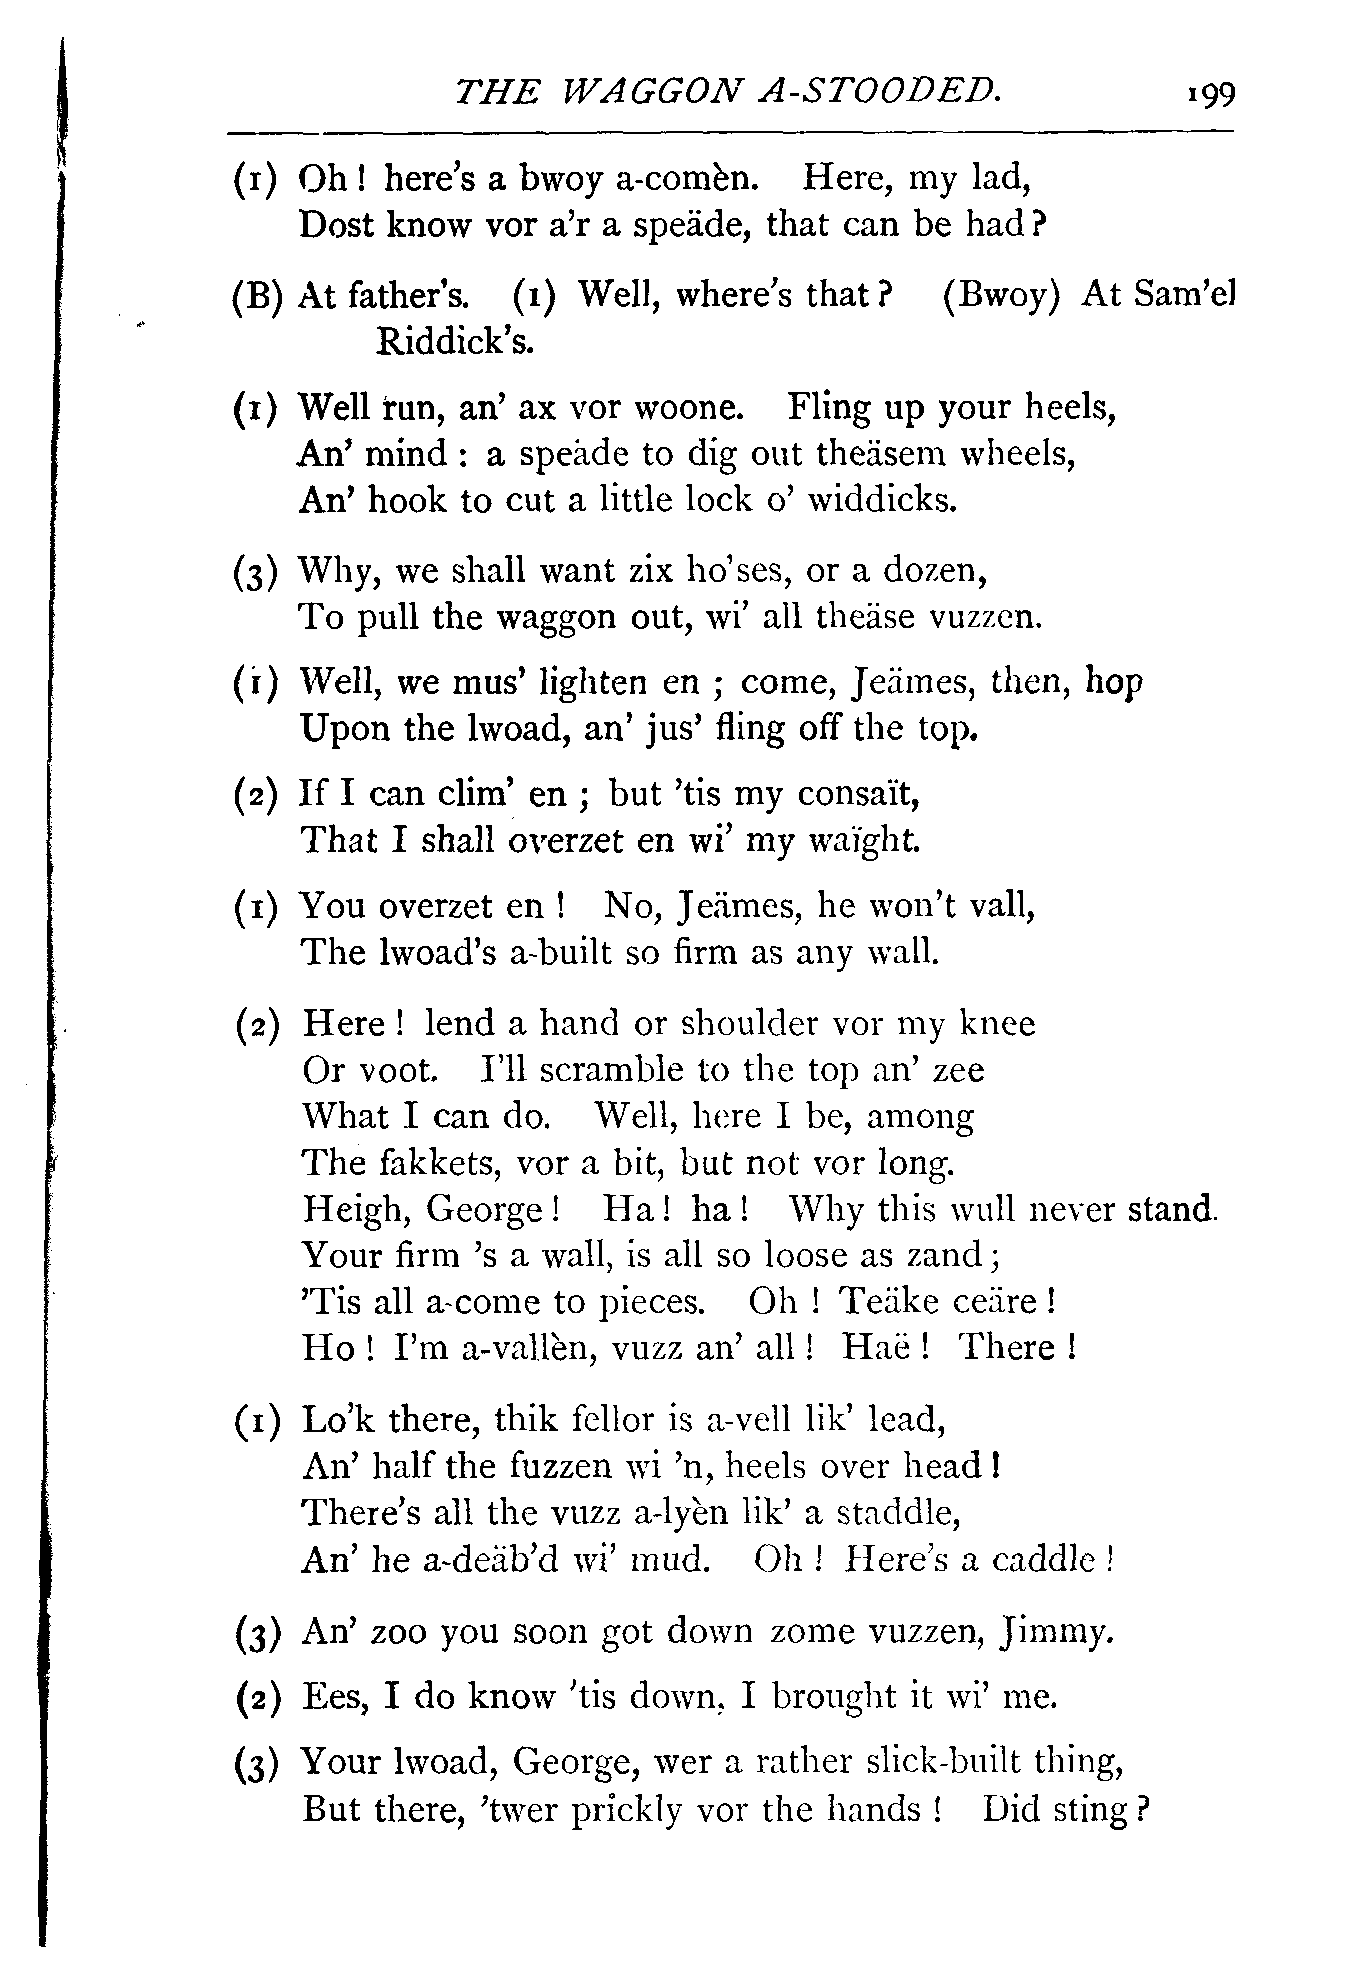 THE WAGGON A-STOODED. 199
(1) Oh ! here's a bwoy a-comèn. Here, my lad,
Dost know vor a'r a speäde, that can be had ?
(B) At father's. (1) Well, where's that ? (Bwoy) At Sam'el
Riddick's.
(1) Well run, an' ax vor woone. Fling up your heels,
An' mind : a speäde to dig out theäsem wheels,
An' hook to cut a little lock o' widdicks.
(3) Why, we shall want zix ho'ses, or a dozen,
To pull the waggon out, wi' all theäse vuzzen.
(1) Well, we mus' lighten en ; come, Jeämes, then, hop
Upon the lwoad, an' jus' fling off the top.
(2) If I can clim' en ; but 'tis my consaït,
That I shall overzet en wi' my waïght.
(1) You overzet en ! No, Jeämes, he won't vall,
The lwoad's a-built so firm as any wall.
(2) Here ! lend a hand or shoulder vor my knee
Or voot. I'll scramble to the top an' zee
What I can do. Well, here I be, among
The fakkets, vor a bit, but not vor long.
Heigh, George ! Ha ! ha ! Why this wull never stand.
Your firm 's a wall, is all so loose as zand ;
'Tis all a-come to pieces. Oh ! Teäke ceäre !
Ho ! I'm a-vallèn, vuzz an' all ! Haë ! There !
(1) Lo'k there, thik fellor is a-vell lik' lead,
An' half the fuzzen wi 'n, heels over head !
There's all the vuzz a-lyèn lik' a staddle,
An' he a-deäb'd wi' mud. Oh ! Here's a caddle !
(3) An' zoo you soon got down zome vuzzen, Jimmy.
(2) Ees, I do know 'tis down, I brought it wi' me.
(3) Your lwoad, George, wer a rather slick-built thing,
But there, 'twer prickly vor the hands ! Did sting ?